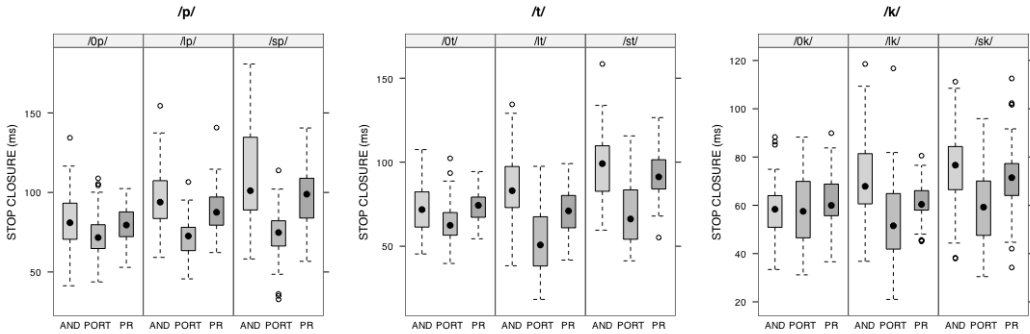 /p/
/0p/ /lp/ /sp/
STOP CLOSURE (ms)
150
100
50
AND PORT PR AND PORT PR AND PORT PR
/t/
/0t/ /lt/ /st/
STOP CLOSURE (ms)
150
100
50
AND PORT PR AND PORT PR AND PORT PR
/k/
/0k/ /lk/ /sk/
STOP CLOSURE (ms)
120
100
80
60
40
20
AND PORT PR AND PORT PR AND PORT PR